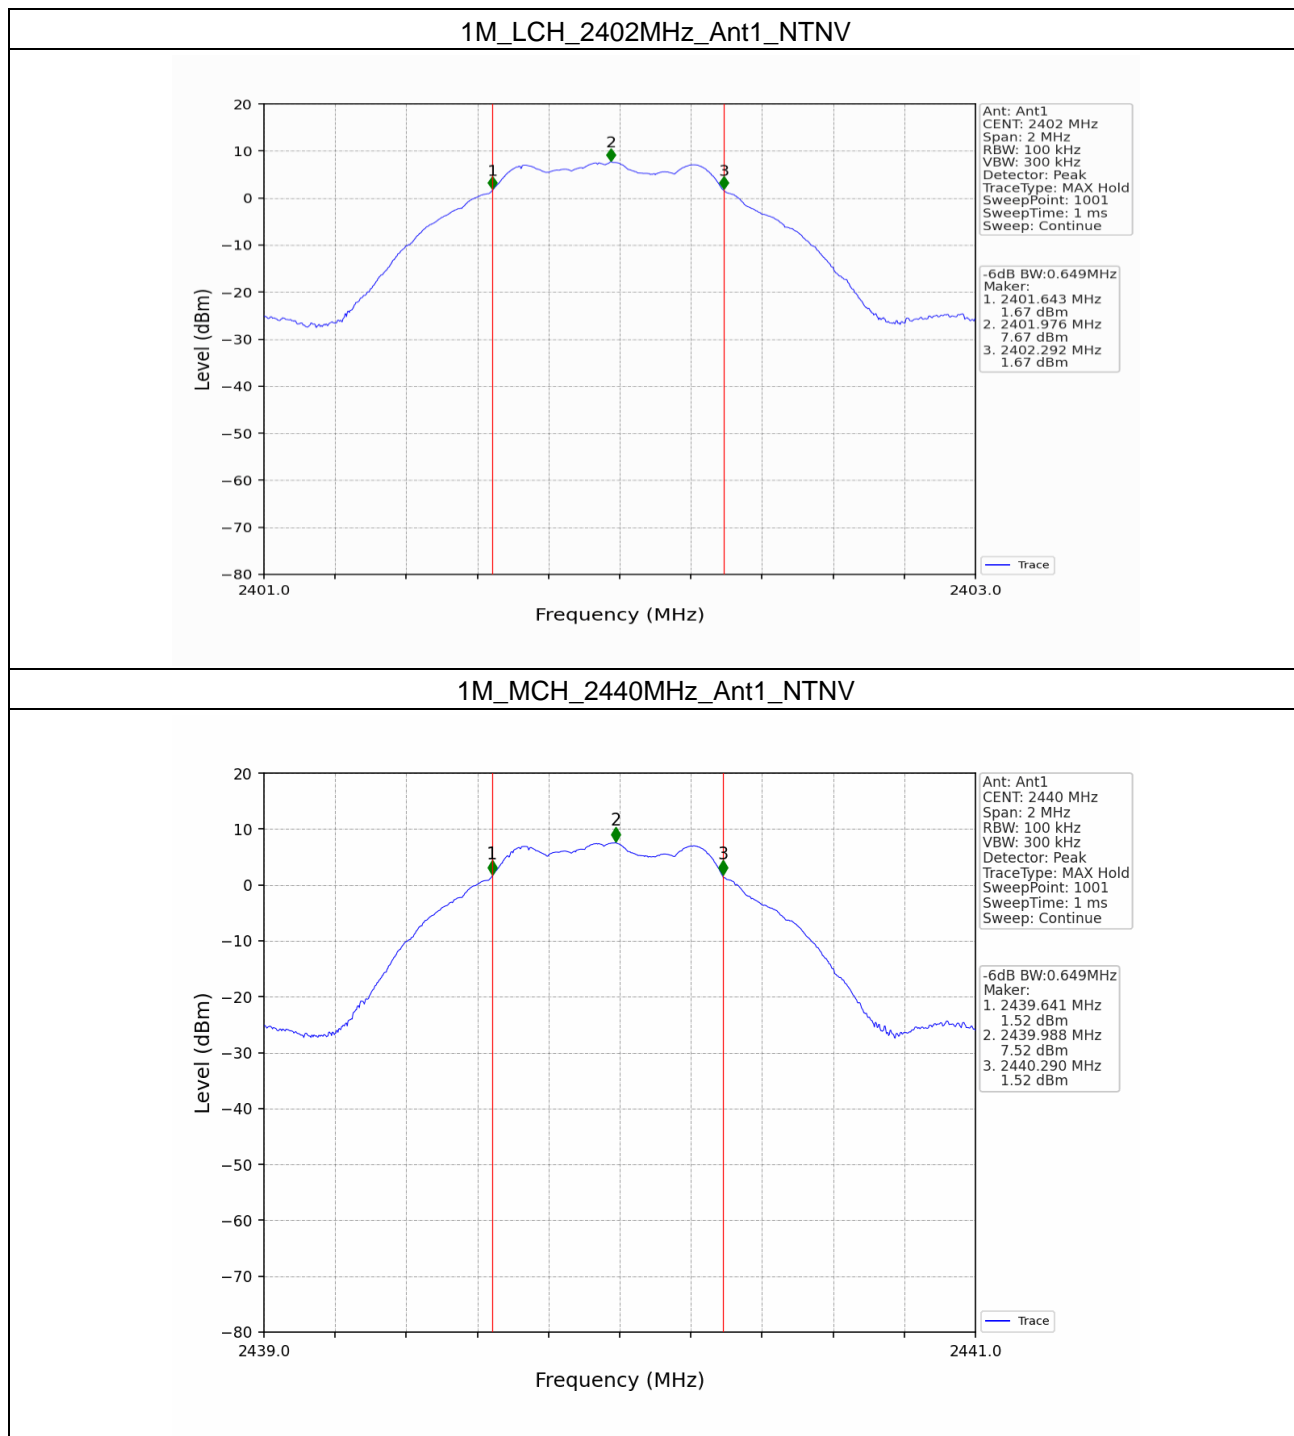 1M_LCH_2402MHz_Ant1_NTNV
20
10
0
−10
−20
−30
−40
−50
−60
−70
−80
Level (dBm)
1
2
3
2401.0
2403.0
Frequency (MHz)
Ant: Ant1
CENT: 2402 MHz
Span: 2 MHz
RBW: 100 kHz
VBW: 300 kHz
Detector: Peak
TraceType: MAX Hold
SweepPoint: 1001
SweepTime: 1 ms
Sweep: Continue
-6dB BW:0.649MHz
Maker:
1. 2401.643 MHz
1.67 dBm
2. 2401.976 MHz
7.67 dBm
3. 2402.292 MHz
1.67 dBm
Trace
1M_MCH_2440MHz_Ant1_NTNV
20
10
0
−10
−20
−30
−40
−50
−60
−70
−80
Level (dBm)
1
2
3
2439.0
2441.0
Frequency (MHz)
Ant: Ant1
CENT: 2440 MHz
Span: 2 MHz
RBW: 100 kHz
VBW: 300 kHz
Detector: Peak
TraceType: MAX Hold
SweepPoint: 1001
SweepTime: 1 ms
Sweep: Continue
-6dB BW:0.649MHz
Maker:
1. 2439.641 MHz
1.52 dBm
2. 2439.988 MHz
7.52 dBm
3. 2440.290 MHz
1.52 dBm
Trace